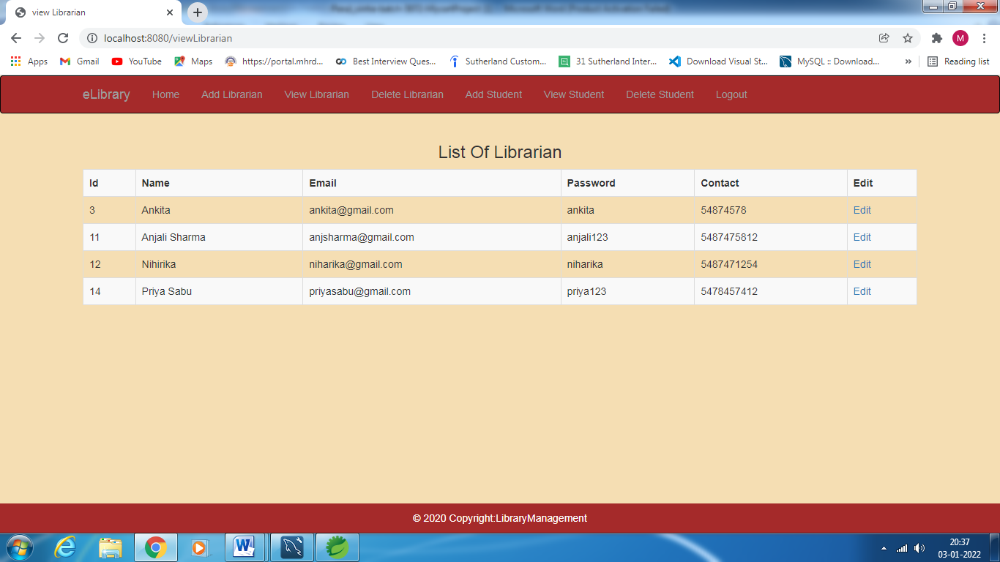 view Librarian
localhost:8080/viewLibrarian
M
Apps Gmail YouTube Maps https://portal.mhrd... Best Interview Ques... Sutherland Custom... 31 Sutherland Inter... Download Visual St... MySQL :: Download... » Reading list
eLibrary Home Add Librarian View Librarian Delete Librarian Add Student View Student Delete Student Logout
List Of Librarian
Id Name Email Password Contact Edit
3 Ankita ankita@gmail.com ankita 54874578 Edit
11 Anjali Sharma anjsharma@gmail.com anjali123 5487475812 Edit
12 Nihirika niharika@gmail.com niharika 5487471254 Edit
14 Priya Sabu priyasabu@gmail.com priya123 5478457412 Edit
© 2020 Copyright:LibraryManagement
20:37
03-01-2022